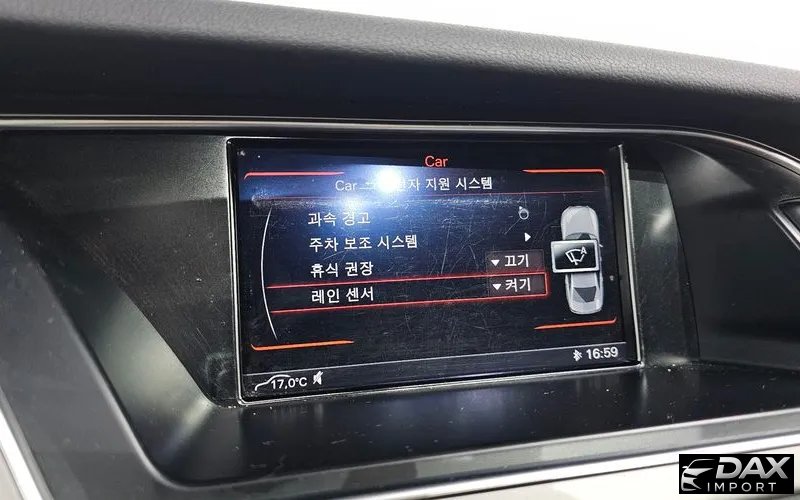 Car
Car 지원 시스템
과속 경고
주차 보조 시스템
휴식 권장 ▼ 끄기
레인 센서 ▼ 켜기
17,0°C 16:59
DAX
IMPORT